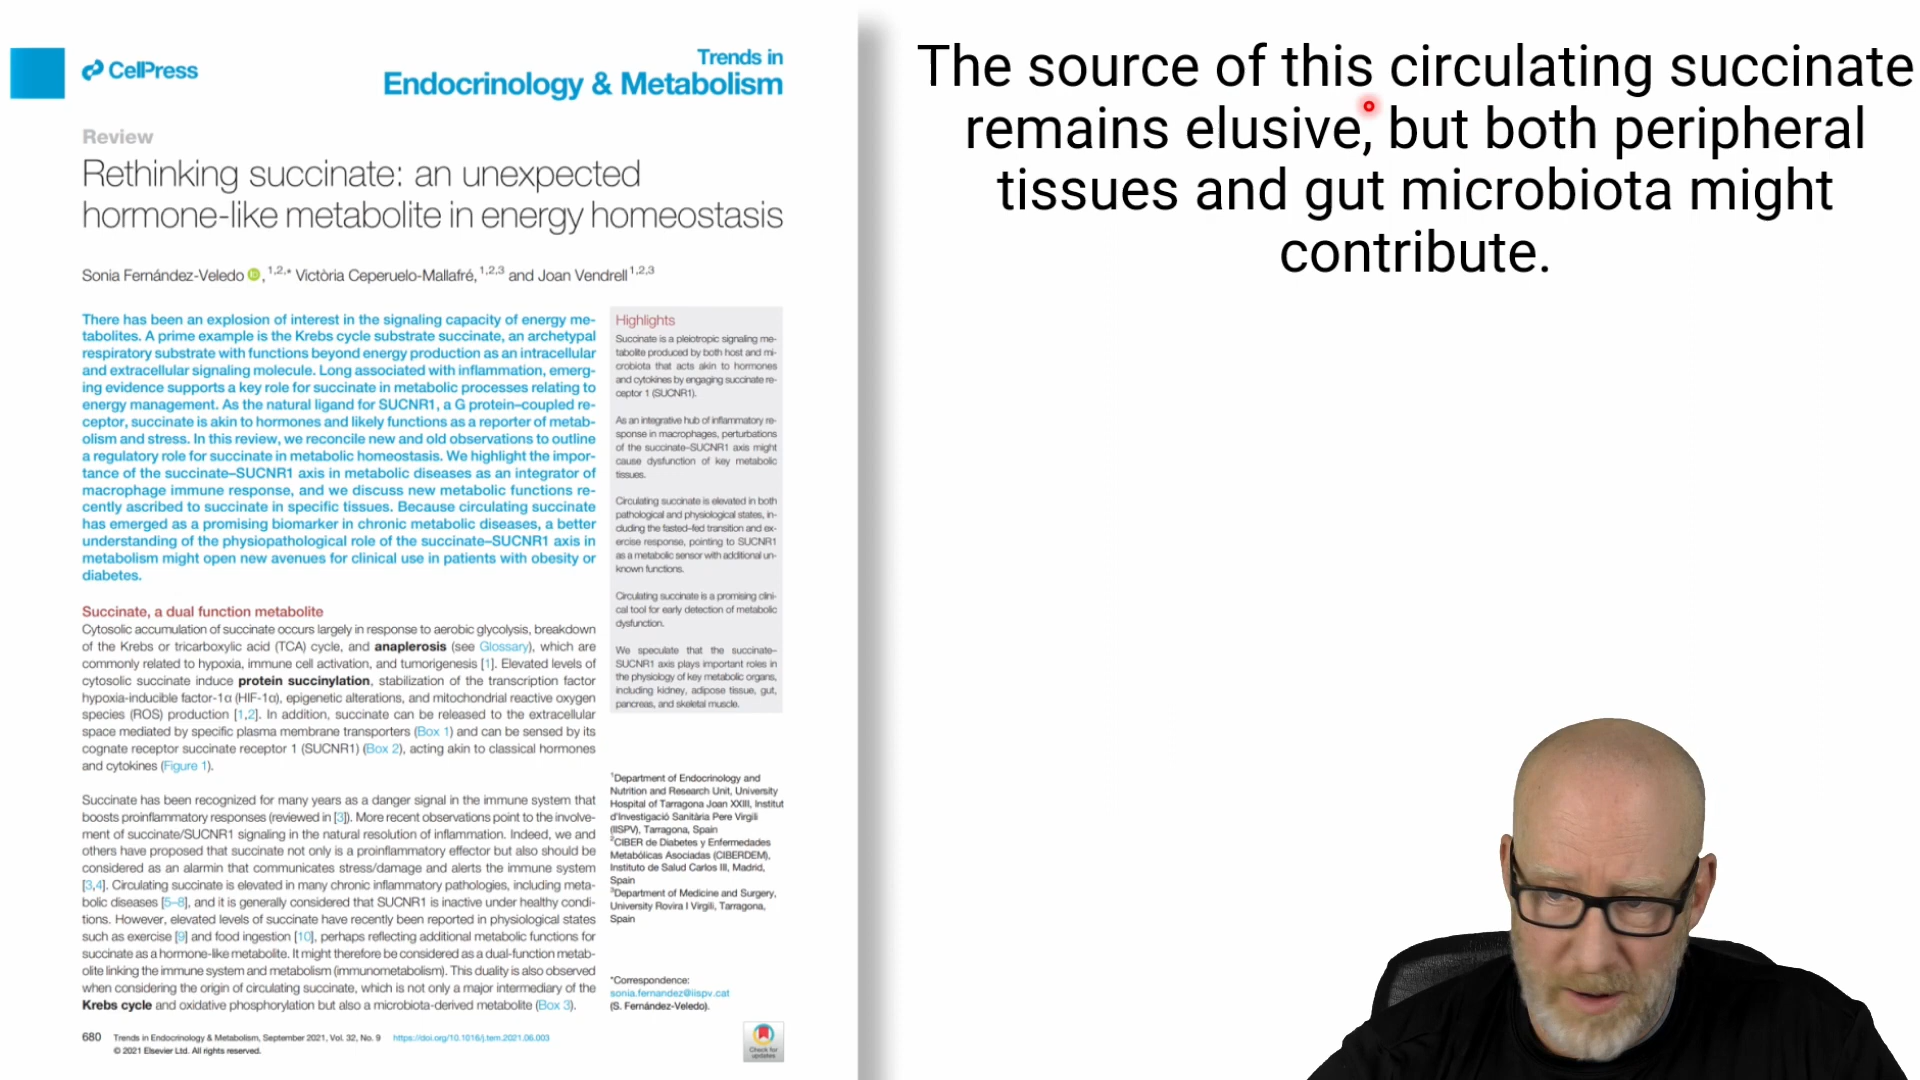 CellPress
Trends in
Endocrinology & Metabolism
Review
Rethinking succinate: an unexpected
hormone-like metabolite in energy homeostasis
Sonia Fernández-Veledo , 1,2,* Victòria Ceperuelo-Mallafré, 1,2,3 and Joan Vendrell 1,2,3
There has been an explosion of interest in the signaling capacity of energy me-
tabolites. A prime example is the Krebs cycle substrate succinate, an archetypal
respiratory substrate with functions beyond energy production as an intracellular
and extracellular signaling molecule. Long associated with inflammation, emerg-
ing evidence supports a key role for succinate in metabolic processes relating to
energy management. As the natural ligand for SUCNR1, a G protein–coupled re-
ceptor, succinate is akin to hormones and likely functions as a reporter of metab-
olism and stress. In this review, we reconcile new and old observations to outline
a regulatory role for succinate in metabolic homeostasis. We highlight the impor-
tance of the succinate–SUCNR1 axis in metabolic diseases as an integrator of
macrophage immune response, and we discuss new metabolic functions re-
cently ascribed to succinate in specific tissues. Because circulating succinate
has emerged as a promising biomarker in chronic metabolic diseases, a better
understanding of the physiopathological role of the succinate–SUCNR1 axis in
metabolism might open new avenues for clinical use in patients with obesity or
diabetes.
Succinate, a dual function metabolite
Cytosolic accumulation of succinate occurs largely in response to aerobic glycolysis, breakdown
of the Krebs or tricarboxylic acid (TCA) cycle, and anaplerosis (see Glossary), which are
commonly related to hypoxia, immune cell activation, and tumorigenesis [1]. Elevated levels of
cytosolic succinate induce protein succinylation, stabilization of the transcription factor
hypoxia-inducible factor-1α (HIF-1α), epigenetic alterations, and mitochondrial reactive oxygen
species (ROS) production [1,2]. In addition, succinate can be released to the extracellular
space mediated by specific plasma membrane transporters (Box 1) and can be sensed by its
cognate receptor succinate receptor 1 (SUCNR1) (Box 2), acting akin to classical hormones
and cytokines (Figure 1).
Succinate has been recognized for many years as a danger signal in the immune system that
boosts proinflammatory responses (reviewed in [3]). More recent observations point to the involve-
ment of succinate/SUCNR1 signaling in the natural resolution of inflammation. Indeed, we and
others have proposed that succinate not only is a proinflammatory effector but also should be
considered as an alarmin that communicates stress/damage and alerts the immune system
[3,4]. Circulating succinate is elevated in many chronic inflammatory pathologies, including meta-
bolic diseases [5–8], and it is generally considered that SUCNR1 is inactive under healthy condi-
tions. However, elevated levels of succinate have recently been reported in physiological states
such as exercise [9] and food ingestion [10], perhaps reflecting additional metabolic functions for
succinate as a hormone-like metabolite. It might therefore be considered as a dual-function metab-
olite linking the immune system and metabolism (immunometabolism). This duality is also observed
when considering the origin of circulating succinate, which is not only a major intermediary of the
Krebs cycle and oxidative phosphorylation but also a microbiota-derived metabolite (Box 3).
Highlights
Succinate is a pleiotropic signaling me-
tabolite produced by both host and mi-
crobiota that acts akin to hormones
and cytokines by engaging succinate re-
ceptor 1 (SUCNR1).
As an integrative hub of inflammatory re-
sponse in macrophages, perturbations
of the succinate–SUCNR1 axis might
cause dysfunction of key metabolic
tissues.
Circulating succinate is elevated in both
pathological and physiological states, in-
cluding the fasted–fed transition and ex-
ercise response, pointing to SUCNR1
as a metabolic sensor with additional un-
known functions.
Circulating succinate is a promising clini-
cal tool for early detection of metabolic
dysfunction.
We speculate that the succinate–
SUCNR1 axis plays important roles in
the physiology of key metabolic organs,
including kidney, adipose tissue, gut,
pancreas, and skeletal muscle.
1Department of Endocrinology and
Nutrition and Research Unit, University
Hospital of Tarragona Joan XXIII, Institut
d'Investigació Sanitària Pere Virgili
(IISPV), Tarragona, Spain
2CIBER de Diabetes y Enfermedades
Metabólicas Asociadas (CIBERDEM),
Instituto de Salud Carlos III, Madrid,
Spain
3Department of Medicine and Surgery,
University Rovira I Virgili, Tarragona,
Spain
*Correspondence:
sonia.fernandez@iispv.cat
(S. Fernández-Veledo).
680 Trends in Endocrinology & Metabolism, September 2021, Vol. 32, No. 9 https://doi.org/10.1016/j.tem.2021.06.003
© 2021 Elsevier Ltd. All rights reserved.
Check for
updates
The source of this circulating succinate
remains elusive, but both peripheral
tissues and gut microbiota might
contribute.